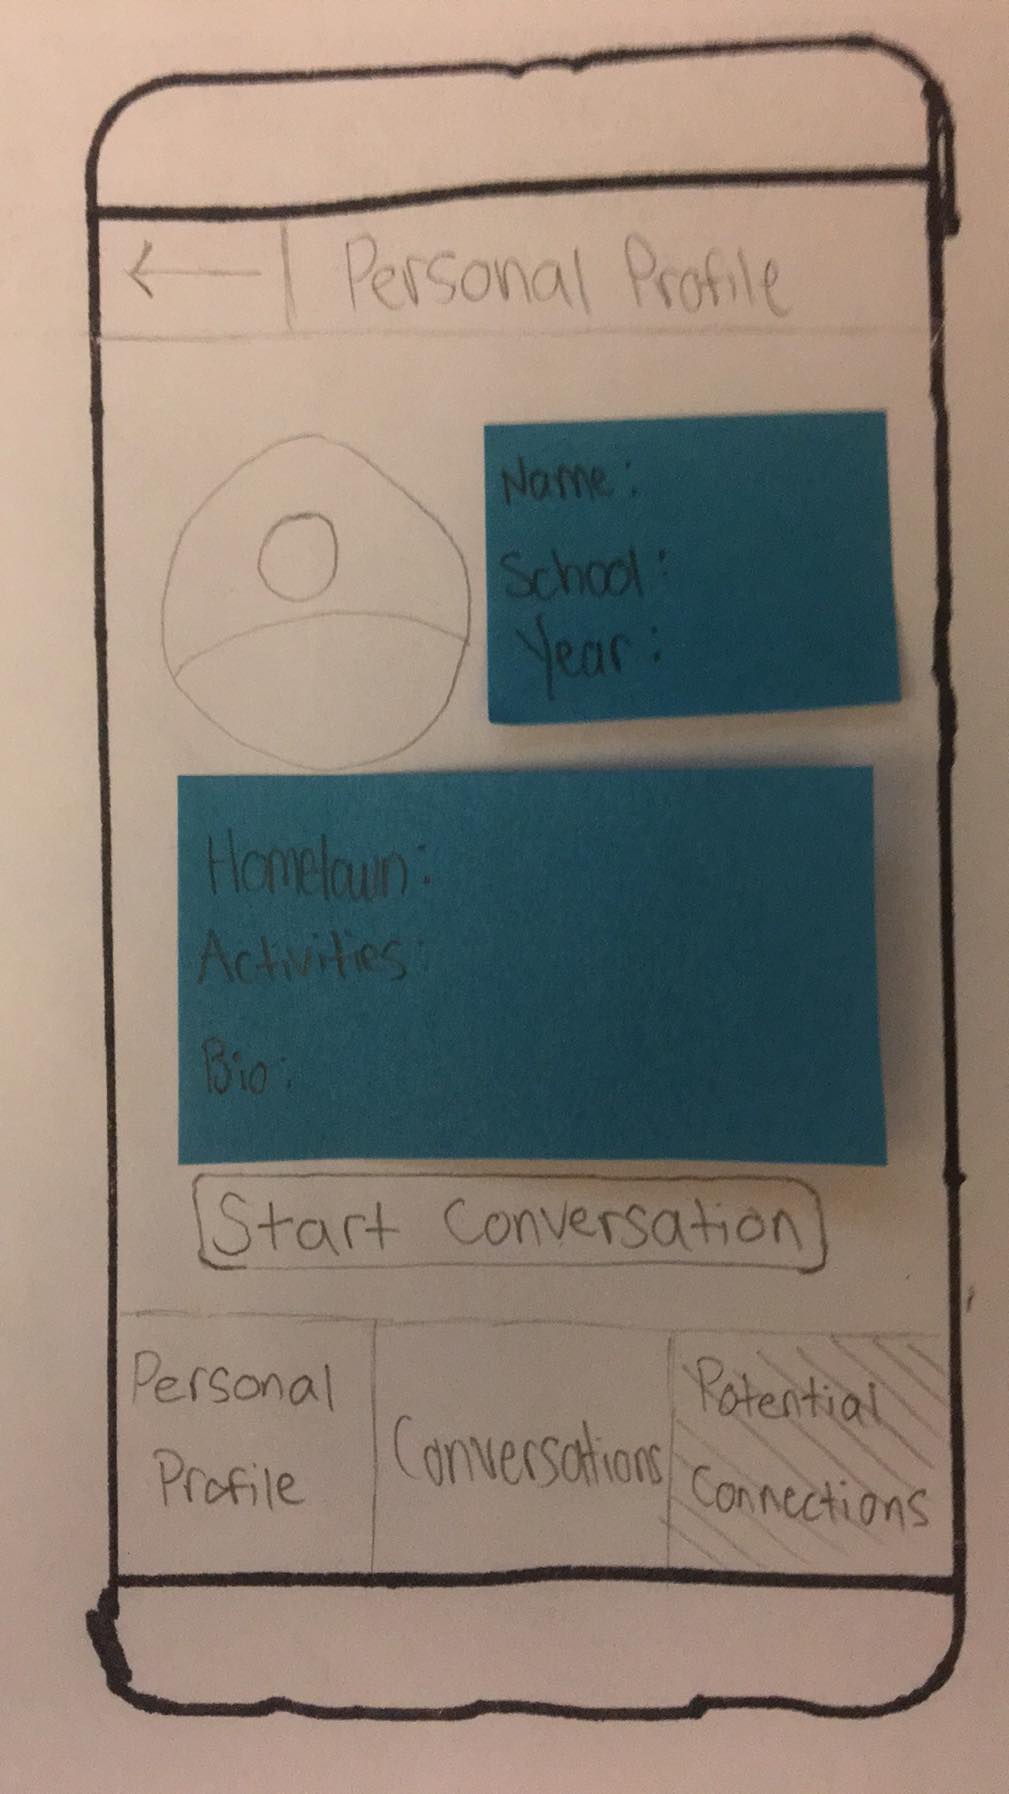 Personal Profile
Name:
School:
Year:
Hometown:
Activities:
Bio:
Start Conversation
Personal
Profile
Conversations
Potential
Connections